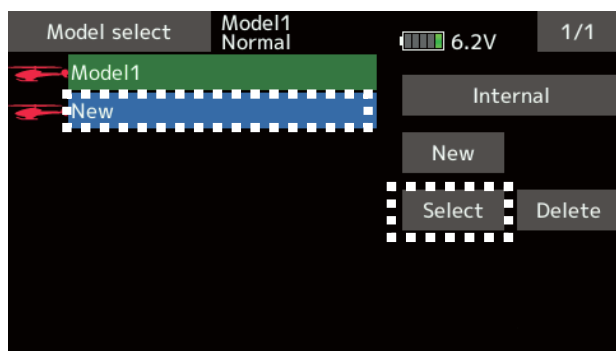 Model select
Model1
Normal
6.2V
1/1
Model1
New
Internal
New
Select
Delete